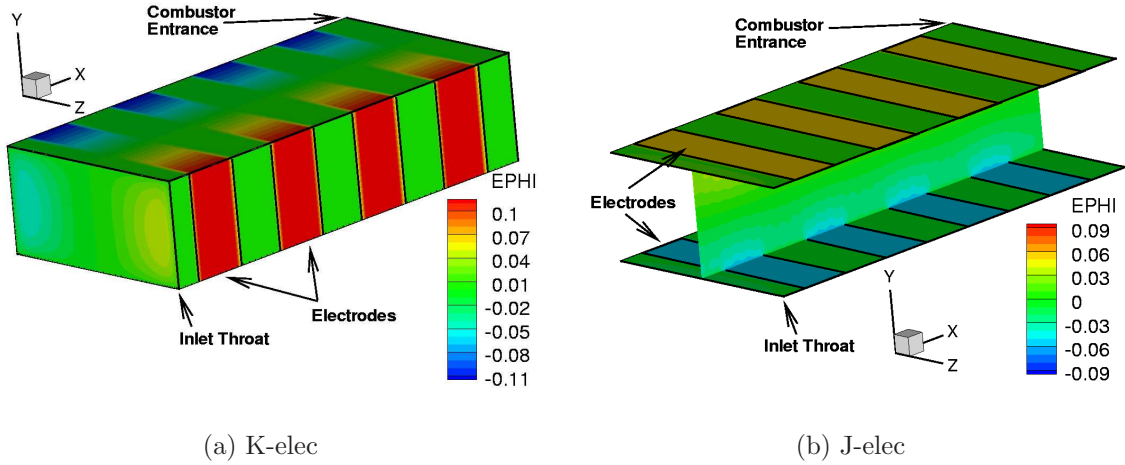 Combustor
Entrance
Y
X
Z
EPHI
0.1
0.07
0.04
0.01
-0.02
-0.05
-0.08
-0.11
Electrodes
Inlet Throat
(a) K-elec
Combustor
Entrance
Electrodes
EPHI
0.09
0.06
0.03
0
-0.03
-0.06
-0.09
Y
X
Z
Inlet Throat
(b) J-elec